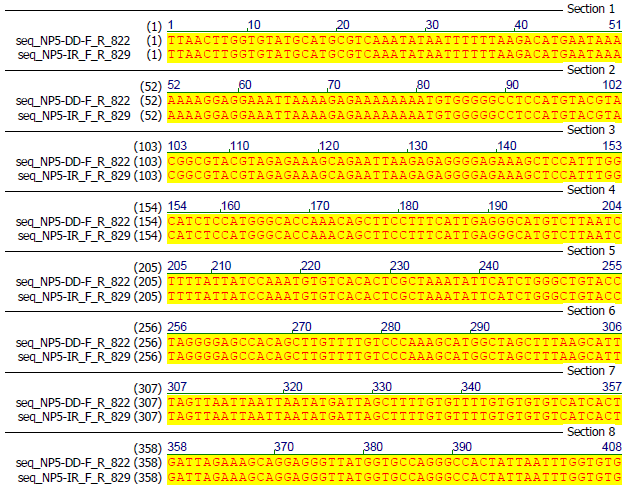 Section 1
(1) 1 10 20 30 40 51
seq_NP5-DD-F_R_822 (1) TTAACTTGGTGTATGCATGCGTCAAATATAATTTTTTAAGACATGAATAAA
seq_NP5-IR_F_R_829 (1) TTAACTTGGTGTATGCATGCGTCAAATATAATTTTTTAAGACATGAATAAA
Section 2
(52) 52 60 70 80 90 102
seq_NP5-DD-F_R_822 (52) AAAAGGAGGAAATTAAAAGAGAAAAAAAATGTGGGGGCCTCCATGTACGTA
seq_NP5-IR_F_R_829 (52) AAAAGGAGGAAATTAAAAGAGAAAAAAAATGTGGGGGCCTCCATGTACGTA
Section 3
(103) 103 110 120 130 140 153
seq_NP5-DD-F_R_822 (103) CGGCGTACGTAGAGAAAGCAGAATTAAGAGAGGGGAGAAAGCTCCATTTGG
seq_NP5-IR_F_R_829 (103) CGGCGTACGTAGAGAAAGCAGAATTAAGAGAGGGGAGAAAGCTCCATTTGG
Section 4
(154) 154 160 170 180 190 204
seq_NP5-DD-F_R_822 (154) CATCTCCATGGGCACCAAACAGCTTCCTTTCATTGAGGGCATGTCTTAATC
seq_NP5-IR_F_R_829 (154) CATCTCCATGGGCACCAAACAGCTTCCTTTCATTGAGGGCATGTCTTAATC
Section 5
(205) 205 210 220 230 240 255
seq_NP5-DD-F_R_822 (205) TTTTATTATCCAAATGTGTCACACTCGCTAAATATTCATCTGGGCTGTACC
seq_NP5-IR_F_R_829 (205) TTTTATTATCCAAATGTGTCACACTCGCTAAATATTCATCTGGGCTGTACC
Section 6
(256) 256 270 280 290 306
seq_NP5-DD-F_R_822 (256) TAGGGGAGCCACAGCTTGTTTTGTCCCAAAGCATGGCTAGCTTTAAGCATT
seq_NP5-IR_F_R_829 (256) TAGGGGAGCCACAGCTTGTTTTGTCCCAAAGCATGGCTAGCTTTAAGCATT
Section 7
(307) 307 320 330 340 357
seq_NP5-DD-F_R_822 (307) TAGTTAATTAATTAATATGATTAGCTTTTGTGTTTTGTGTGTGTCATCACT
seq_NP5-IR_F_R_829 (307) TAGTTAATTAATTAATATGATTAGCTTTTGTGTTTTGTGTGTGTCATCACT
Section 8
(358) 358 370 380 390 408
seq_NP5-DD-F_R_822 (358) GATTAGAAAGCAGGAGGGTTATGGTGCCAGGGCCACTATTAATTTGGTGTG
seq_NP5-IR_F_R_829 (358) GATTAGAAAGCAGGAGGGTTATGGTGCCAGGGCCACTATTAATTTGGTGTG